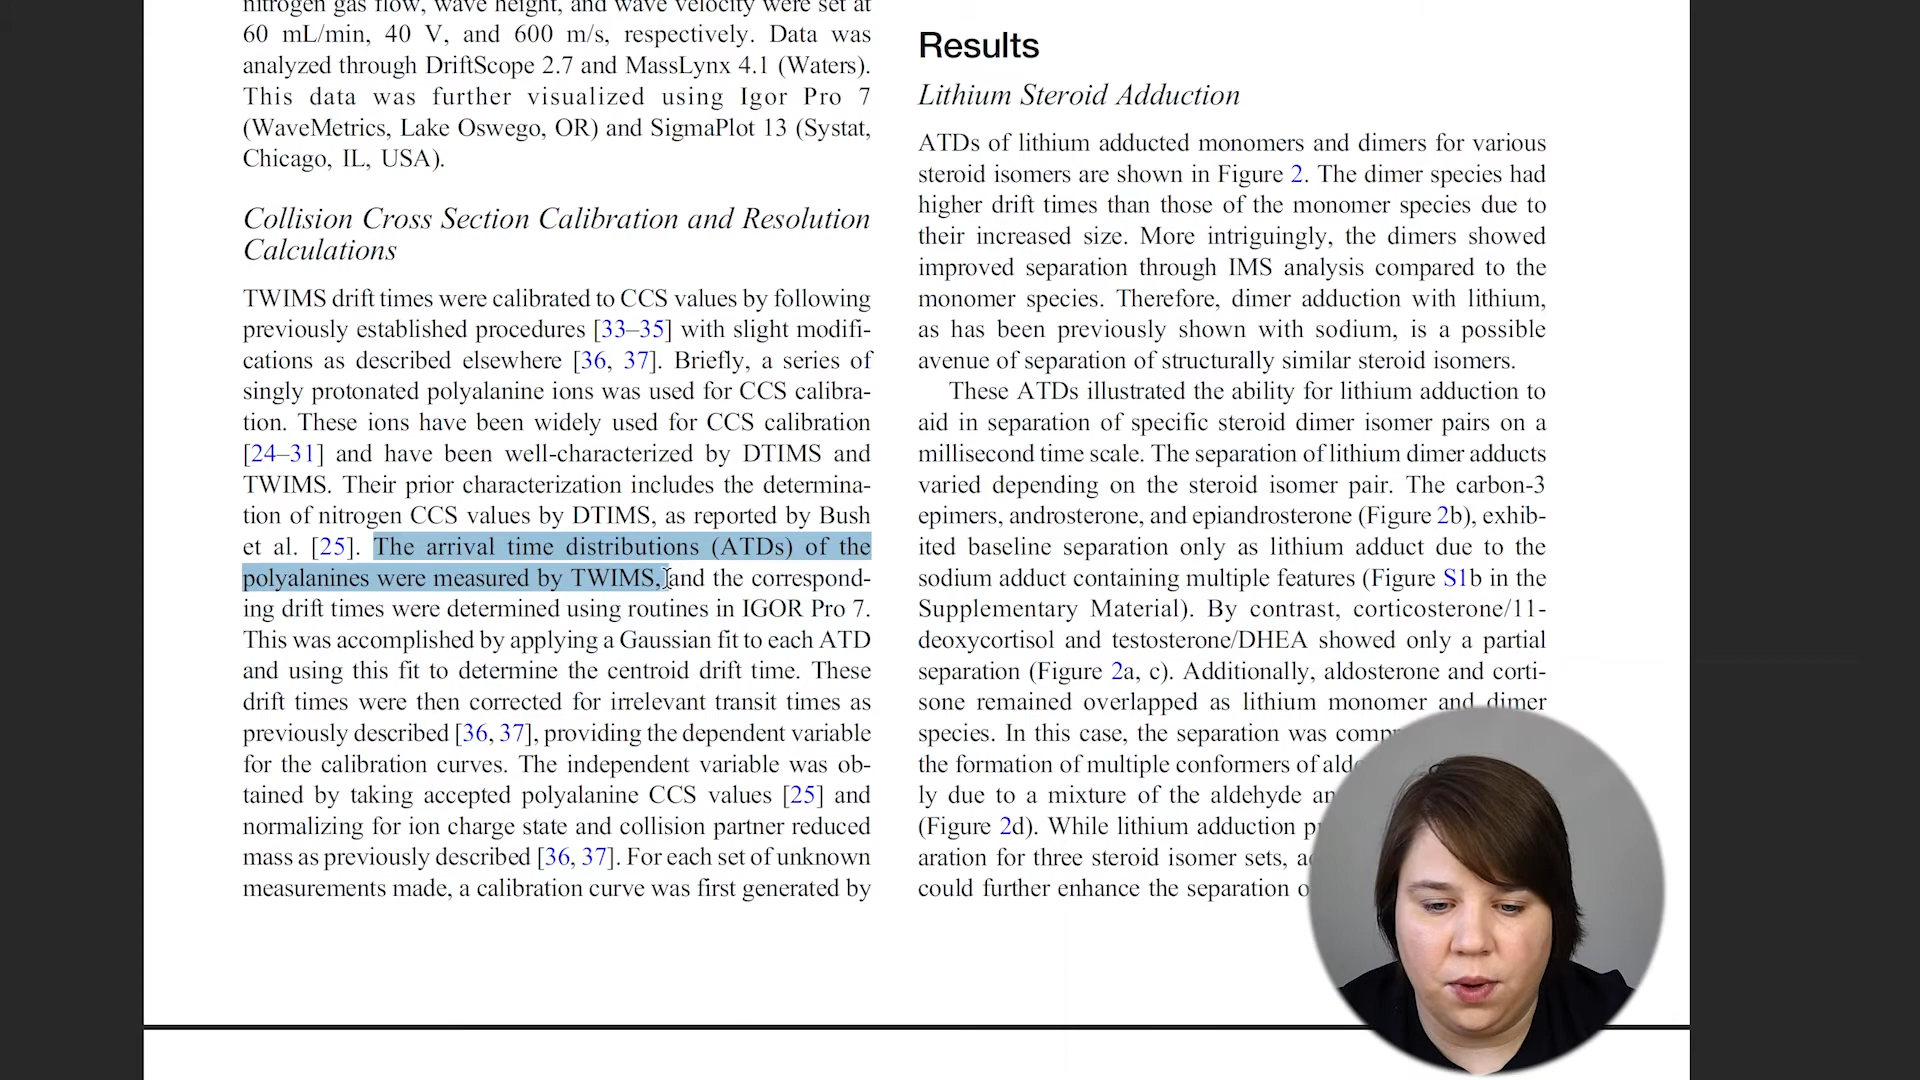 nitrogen gas flow, wave height, and wave velocity were set at
60 mL/min, 40 V, and 600 m/s, respectively. Data was
analyzed through DriftScope 2.7 and MassLynx 4.1 (Waters).
This data was further visualized using Igor Pro 7
(WaveMetrics, Lake Oswego, OR) and SigmaPlot 13 (Systat,
Chicago, IL, USA).
Collision Cross Section Calibration and Resolution
Calculations
TWIMS drift times were calibrated to CCS values by following
previously established procedures [33–35] with slight modifi-
cations as described elsewhere [36, 37]. Briefly, a series of
singly protonated polyalanine ions was used for CCS calibra-
tion. These ions have been widely used for CCS calibration
[24–31] and have been well-characterized by DTIMS and
TWIMS. Their prior characterization includes the determina-
tion of nitrogen CCS values by DTIMS, as reported by Bush
et al. [25]. The arrival time distributions (ATDs) of the
polyalanines were measured by TWIMS, and the correspond-
ing drift times were determined using routines in IGOR Pro 7.
This was accomplished by applying a Gaussian fit to each ATD
and using this fit to determine the centroid drift time. These
drift times were then corrected for irrelevant transit times as
previously described [36, 37], providing the dependent variable
for the calibration curves. The independent variable was ob-
tained by taking accepted polyalanine CCS values [25] and
normalizing for ion charge state and collision partner reduced
mass as previously described [36, 37]. For each set of unknown
measurements made, a calibration curve was first generated by
Results
Lithium Steroid Adduction
ATDs of lithium adducted monomers and dimers for various
steroid isomers are shown in Figure 2. The dimer species had
higher drift times than those of the monomer species due to
their increased size. More intriguingly, the dimers showed
improved separation through IMS analysis compared to the
monomer species. Therefore, dimer adduction with lithium,
as has been previously shown with sodium, is a possible
avenue of separation of structurally similar steroid isomers.
These ATDs illustrated the ability for lithium adduction to
aid in separation of specific steroid dimer isomer pairs on a
millisecond time scale. The separation of lithium dimer adducts
varied depending on the steroid isomer pair. The carbon-3
epimers, androsterone, and epiandrosterone (Figure 2b), exhib-
ited baseline separation only as lithium adduct due to the
sodium adduct containing multiple features (Figure S1b in the
Supplementary Material). By contrast, corticosterone/11-
deoxycortisol and testosterone/DHEA showed only a partial
separation (Figure 2a, c). Additionally, aldosterone and corti-
sone remained overlapped as lithium monomer and dimer
species. In this case, the separation was
the formation of multiple conformers of
ly due to a mixture of the aldehyde
(Figure 2d). While lithium adduction
aration for three steroid isomer sets,
could further enhance the separation